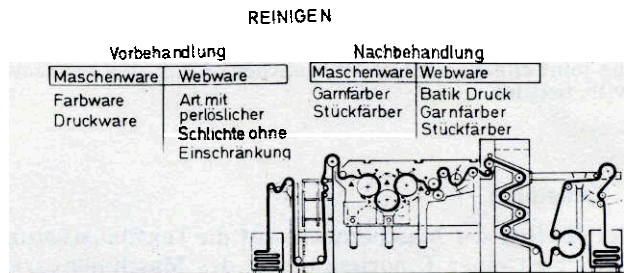 REINIGEN
Vorbehandlung
Maschenware Webware
Farbware
Druckware
Art mit
perlöslicher
Schlichte ohne
Einschränkung
Nachbehandlung
Maschenware Webware
Garnfärber
Stückfärber
Batik Druck
Garnfärber
Stückfärber